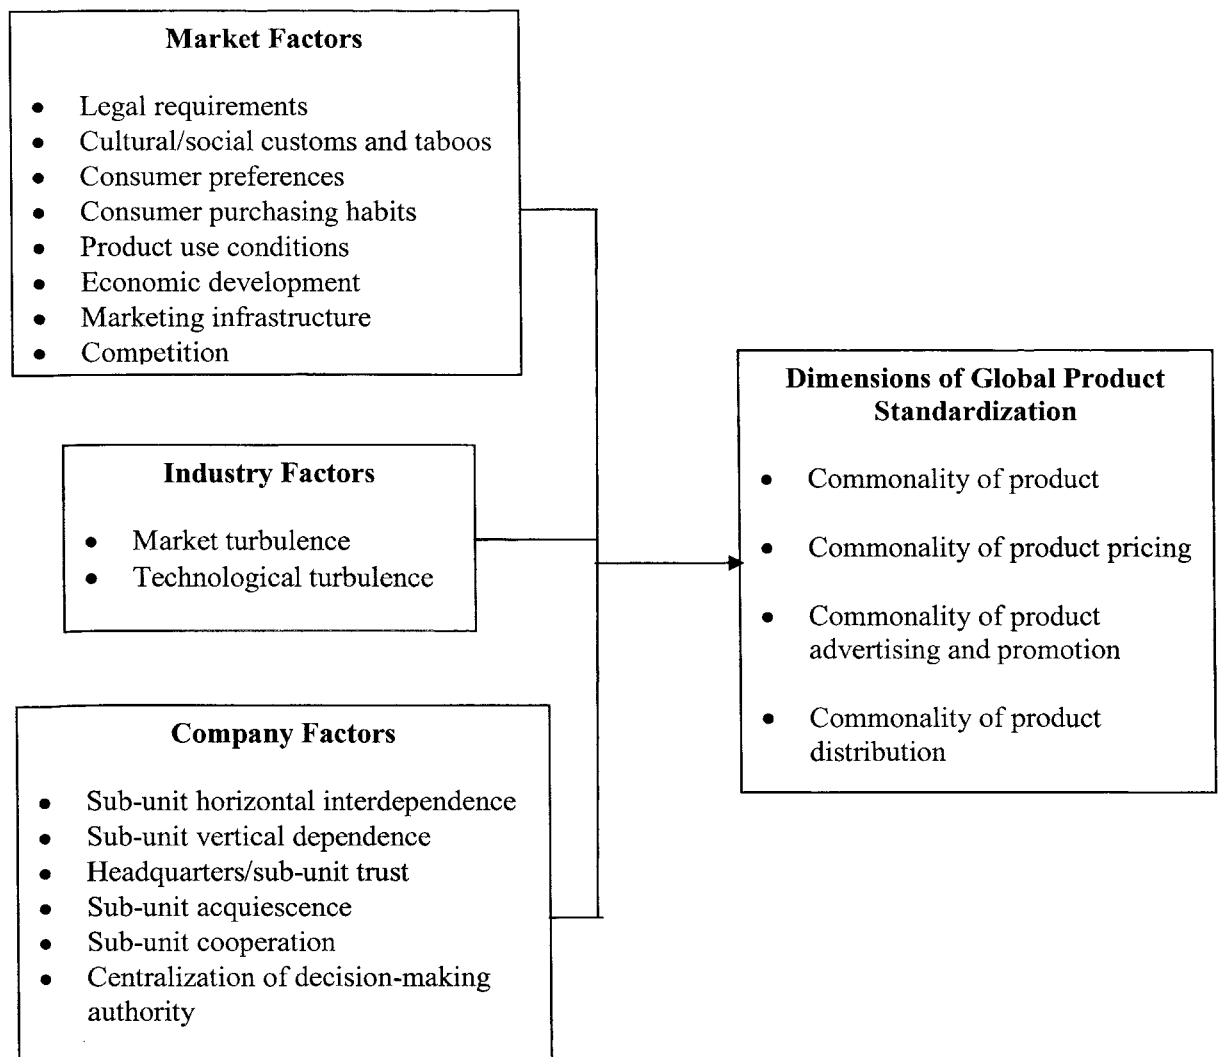 Market Factors
• Legal requirements
• Cultural/social customs and taboos
• Consumer preferences
• Consumer purchasing habits
• Product use conditions
• Economic development
• Marketing infrastructure
• Competition
Industry Factors
• Market turbulence
• Technological turbulence
Company Factors
• Sub-unit horizontal interdependence
• Sub-unit vertical dependence
• Headquarters/sub-unit trust
• Sub-unit acquiescence
• Sub-unit cooperation
• Centralization of decision-making
authority
Dimensions of Global Product
Standardization
• Commonality of product
• Commonality of product pricing
• Commonality of product
advertising and promotion
• Commonality of product
distribution